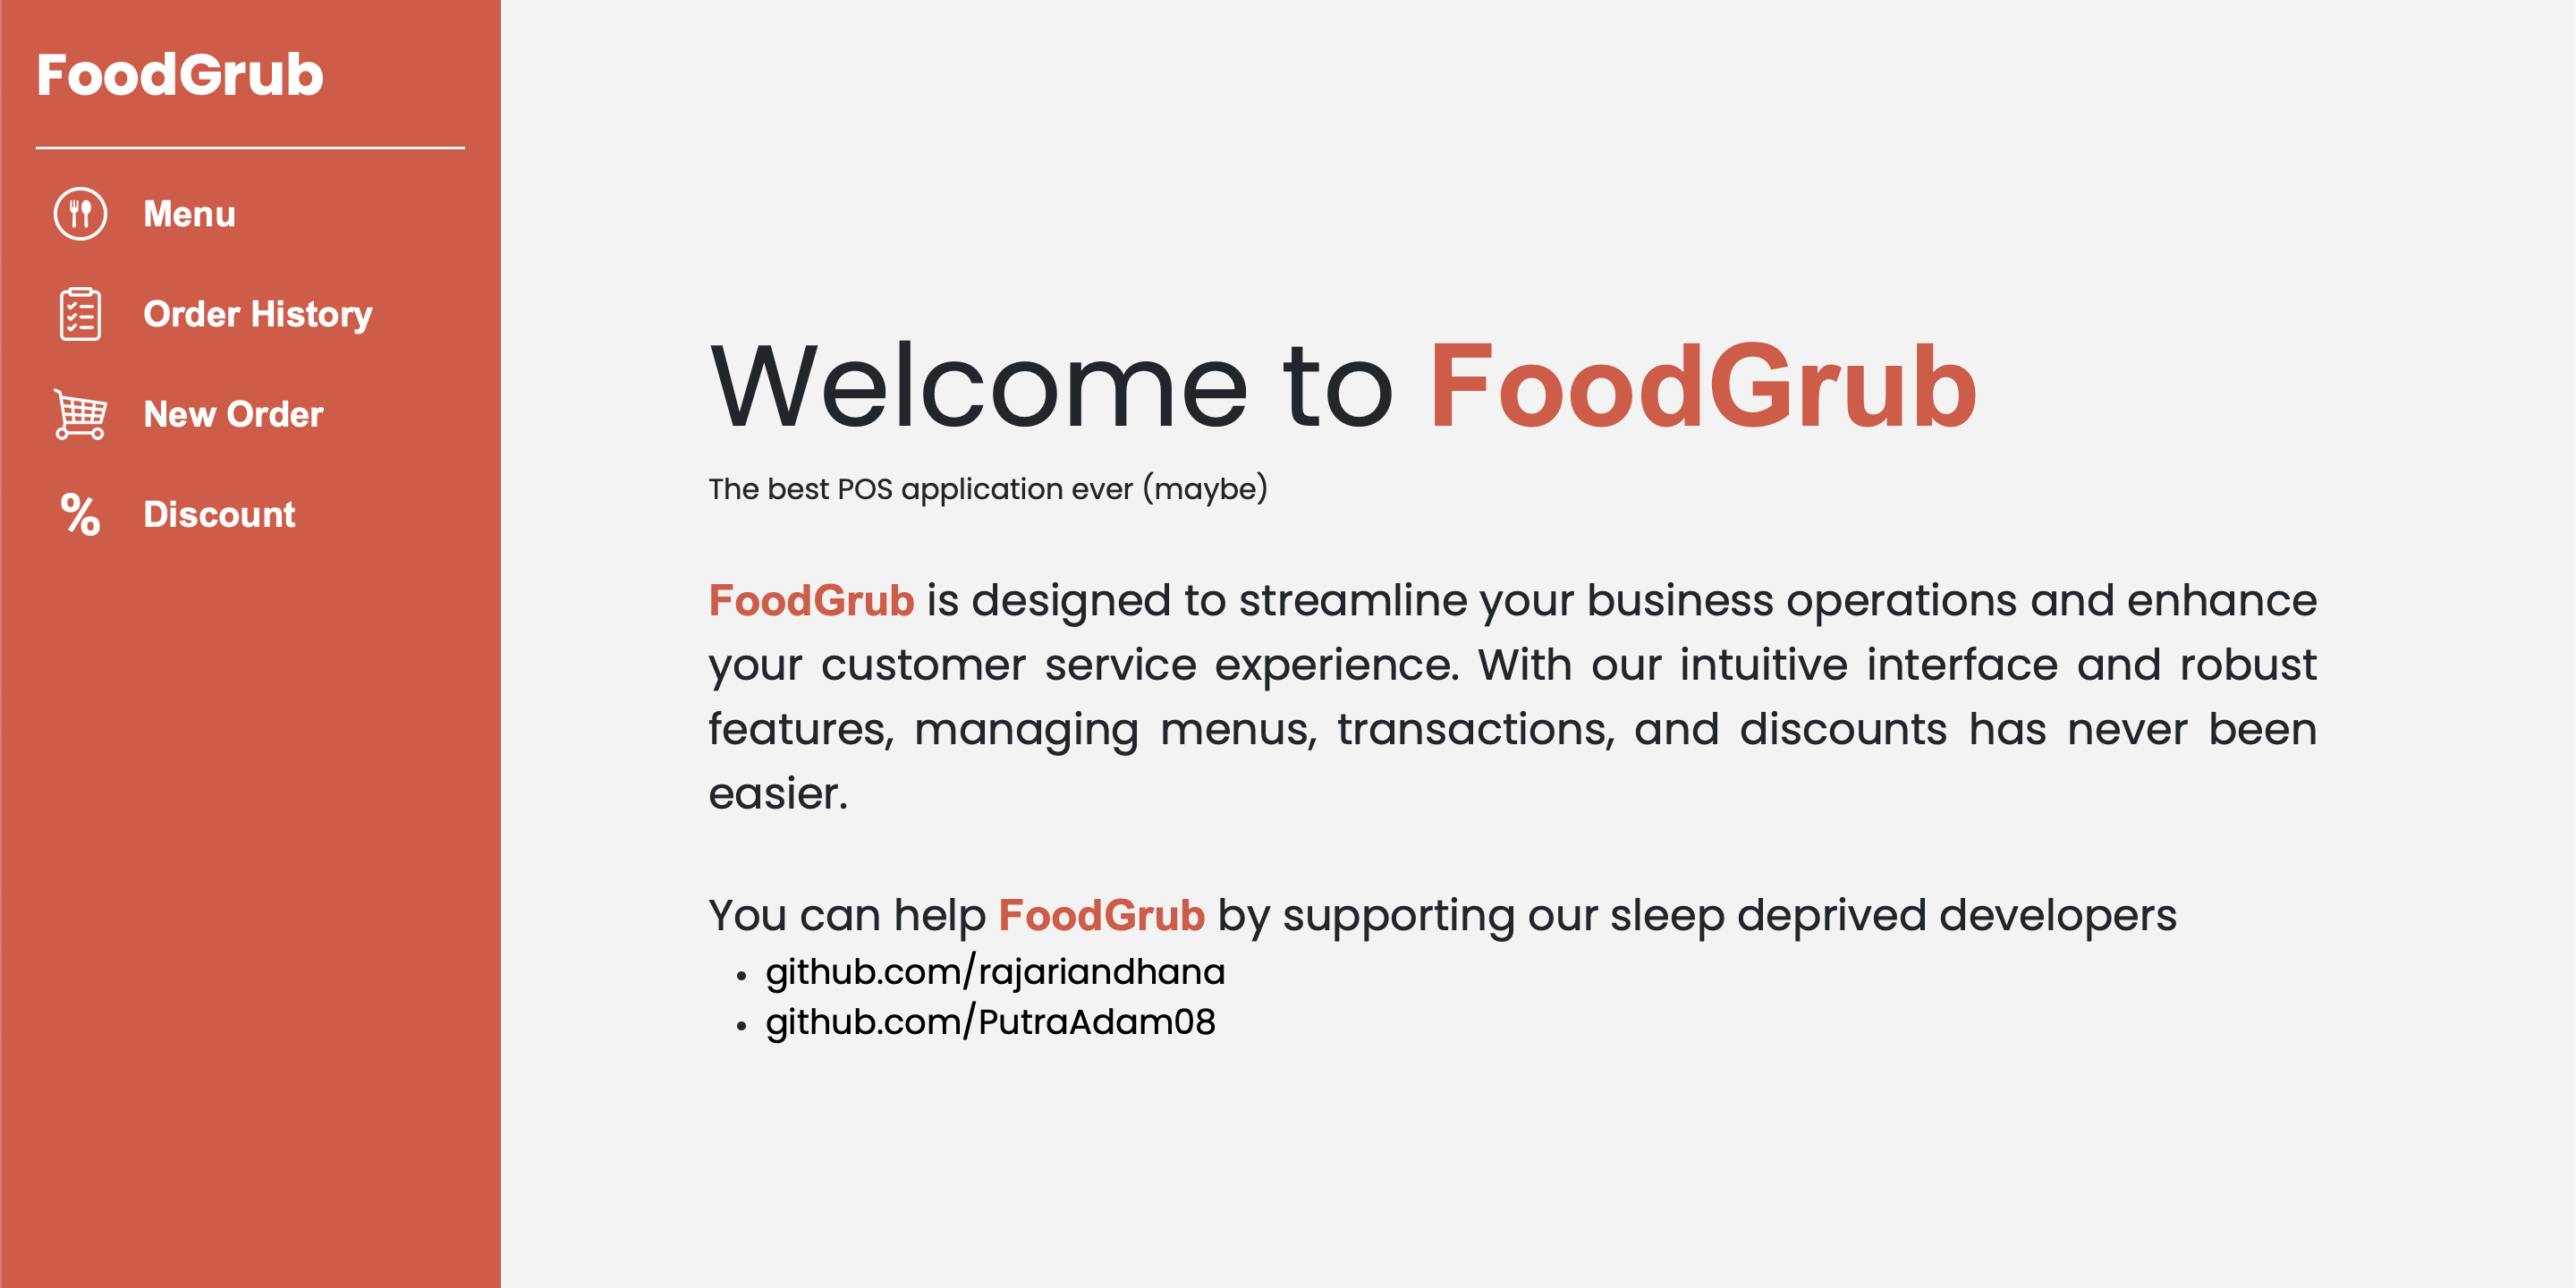 FoodGrub
Menu
Order History
New Order
% Discount
Welcome to FoodGrub
The best POS application ever (maybe)
FoodGrub is designed to streamline your business operations and enhance
your customer service experience. With our intuitive interface and robust
features, managing menus, transactions, and discounts has never been
easier.
You can help FoodGrub by supporting our sleep deprived developers
• github.com/rajariandhana
• github.com/PutraAdam08